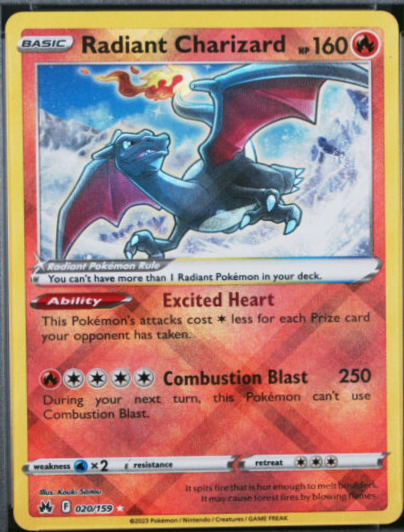 BASIC Radiant Charizard HP 160
Radiant Pokémon Rule
You can't have more than 1 Radiant Pokémon in your deck.
Ability Excited Heart
This Pokémon's attacks cost less for each Prize card
your opponent has taken.
Combustion Blast 250
During your next turn, this Pokémon can't use
Combustion Blast.
weakness ×2 resistance retreat
Illus. Kouki Saitou
F 020/159
It spits fire that is hot enough to melt boulders.
It may cause forest fires by blowing flames.
©2023 Pokémon / Nintendo / Creatures / GAME FREAK